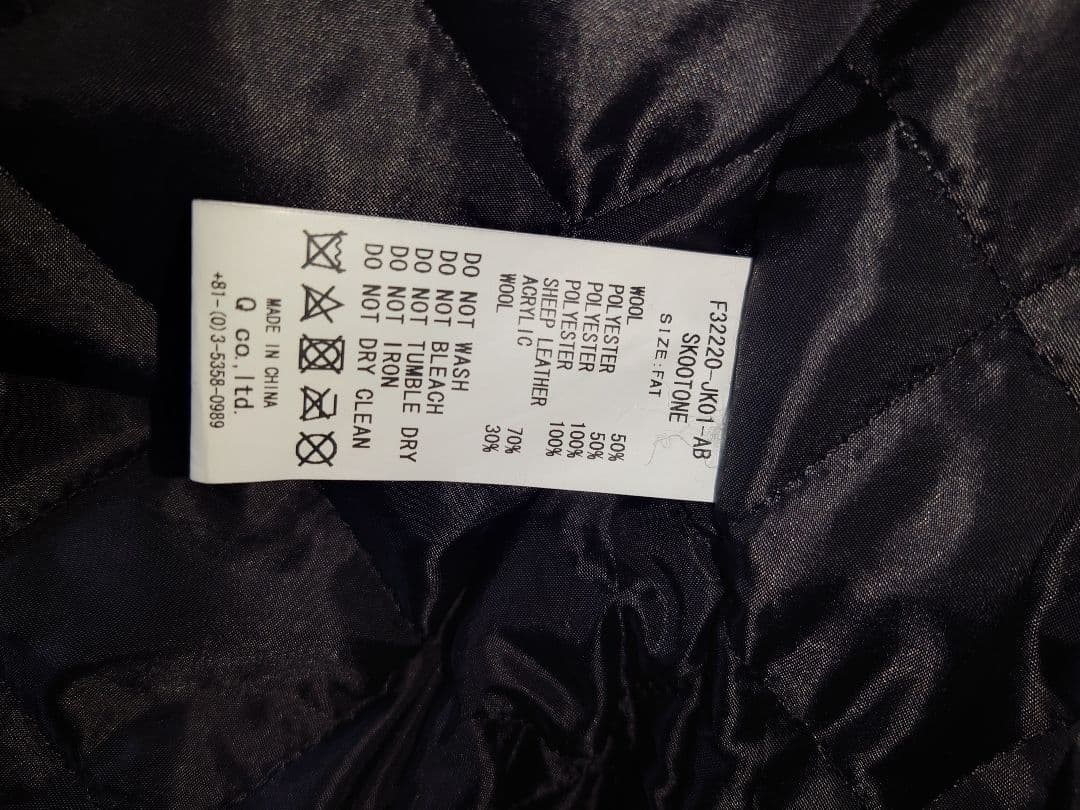 F32220-JK01-AB
SKOOTONE
SIZE:FAT
WOOL 50%
POLYESTER 50%
POLYESTER 100%
POLYESTER 100%
SHEEP LEATHER
ACRYLIC 70%
WOOL 30%
DO NOT WASH
DO NOT BLEACH
DO NOT TUMBLE DRY
DO NOT IRON
DO NOT DRY CLEAN
MADE IN CHINA
Q co.,ltd.
+81-(0)3-5358-0989